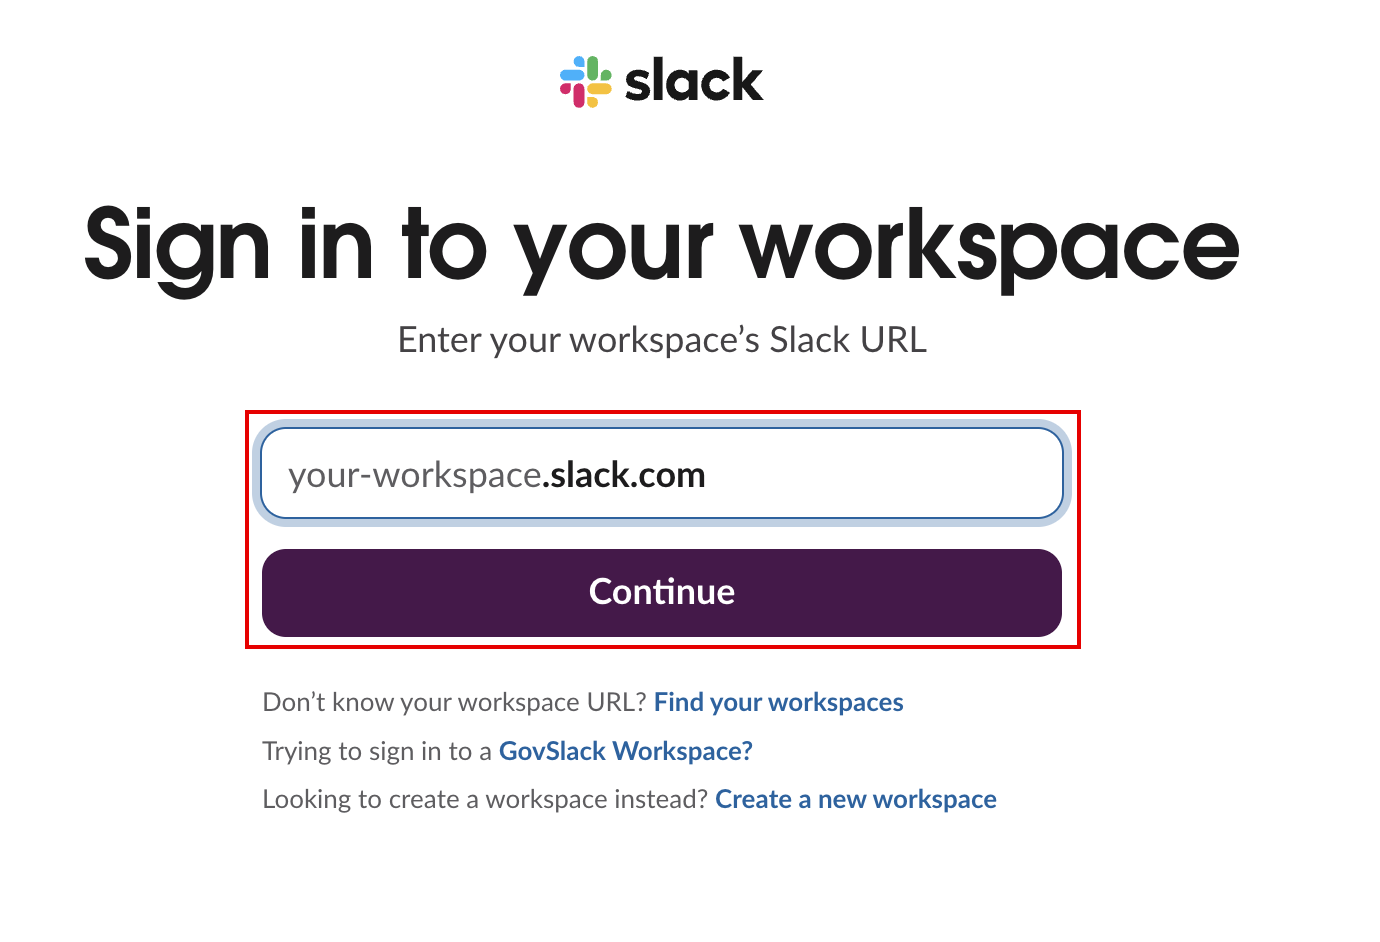 slack
Sign in to your workspace
Enter your workspace’s Slack URL
your-workspace.slack.com
Continue
Don’t know your workspace URL? Find your workspaces
Trying to sign in to a GovSlack Workspace?
Looking to create a workspace instead? Create a new workspace